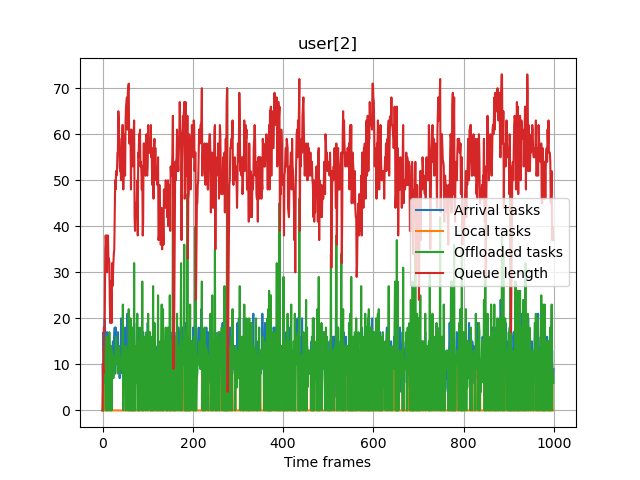 user[2]
70
60
50
40
30
20
10
0
Arrival tasks
Local tasks
Offloaded tasks
Queue length
0 200 400 600 800 1000
Time frames